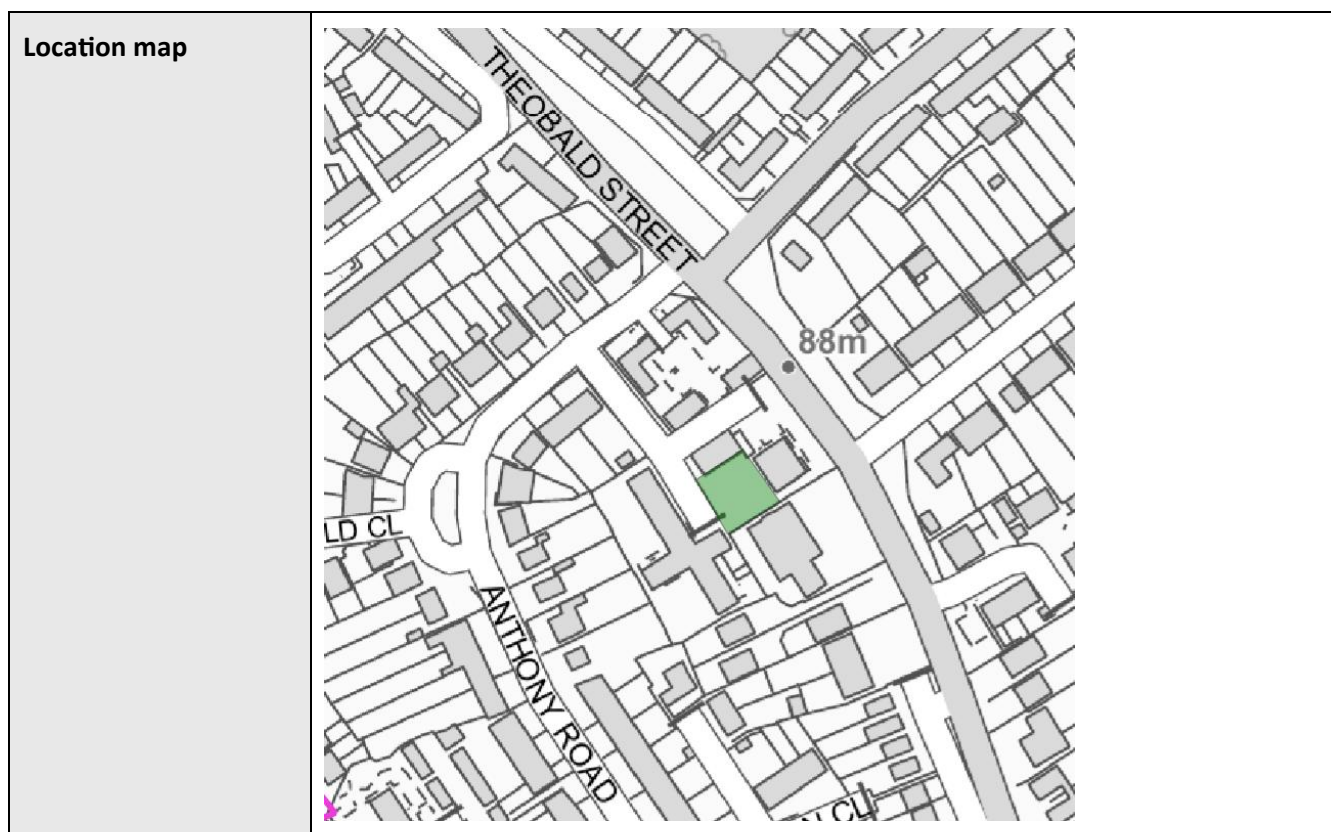 Location map
THEOBALD STREET
88m
LD CL
ANTHONY ROAD
N CL